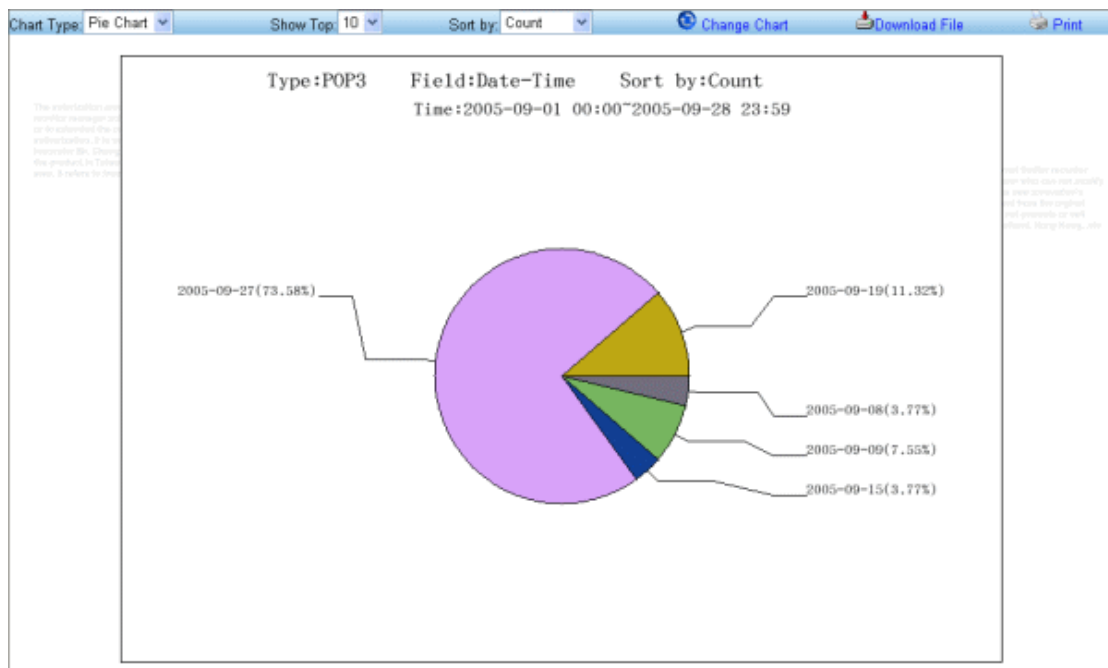 Chart Type: Pie Chart Show Top: 10 Sort by: Count Change Chart Download File Print
Type:POP3 Field:Date-Time Sort by:Count
Time:2005-09-01 00:00~2005-09-28 23:59
2005-09-27(73.58%)
2005-09-19(11.32%)
2005-09-08(3.77%)
2005-09-09(7.55%)
2005-09-15(3.77%)